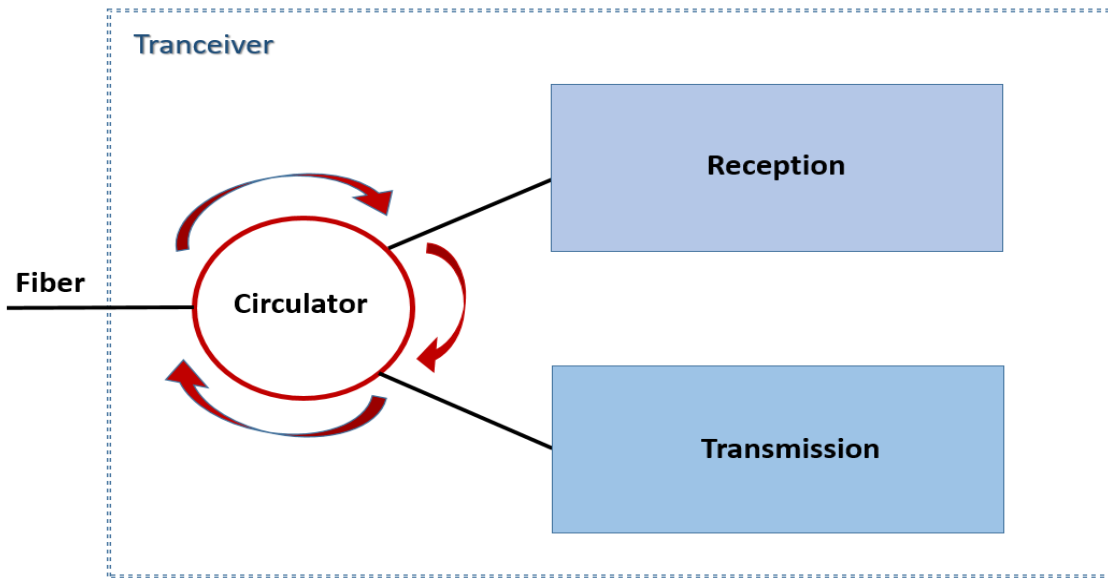 Tranceiver
Reception
Fiber
Circulator
Transmission